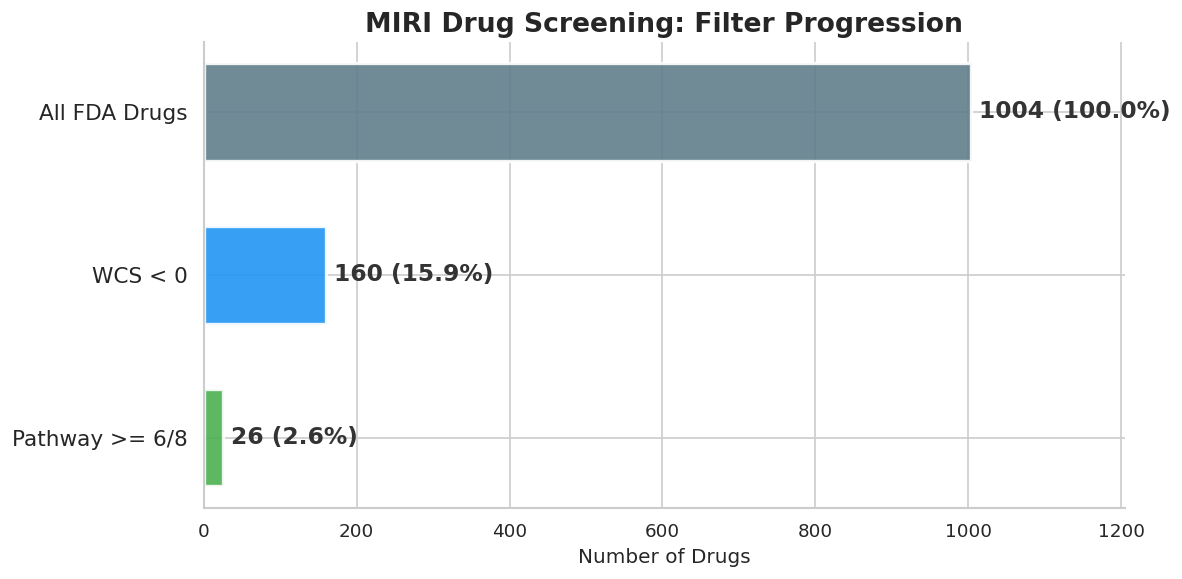 MIRI Drug Screening: Filter Progression
All FDA Drugs
1004 (100.0%)
WCS < 0
160 (15.9%)
Pathway >= 6/8
26 (2.6%)
0 200 400 600 800 1000 1200
Number of Drugs